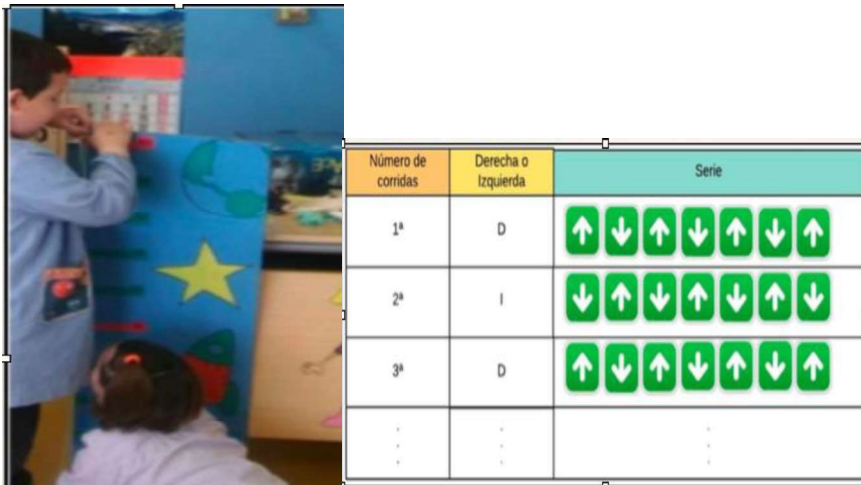 Número de corridas
Derecha o Izquierda
Serie
1ª
D
2ª
I
3ª
D